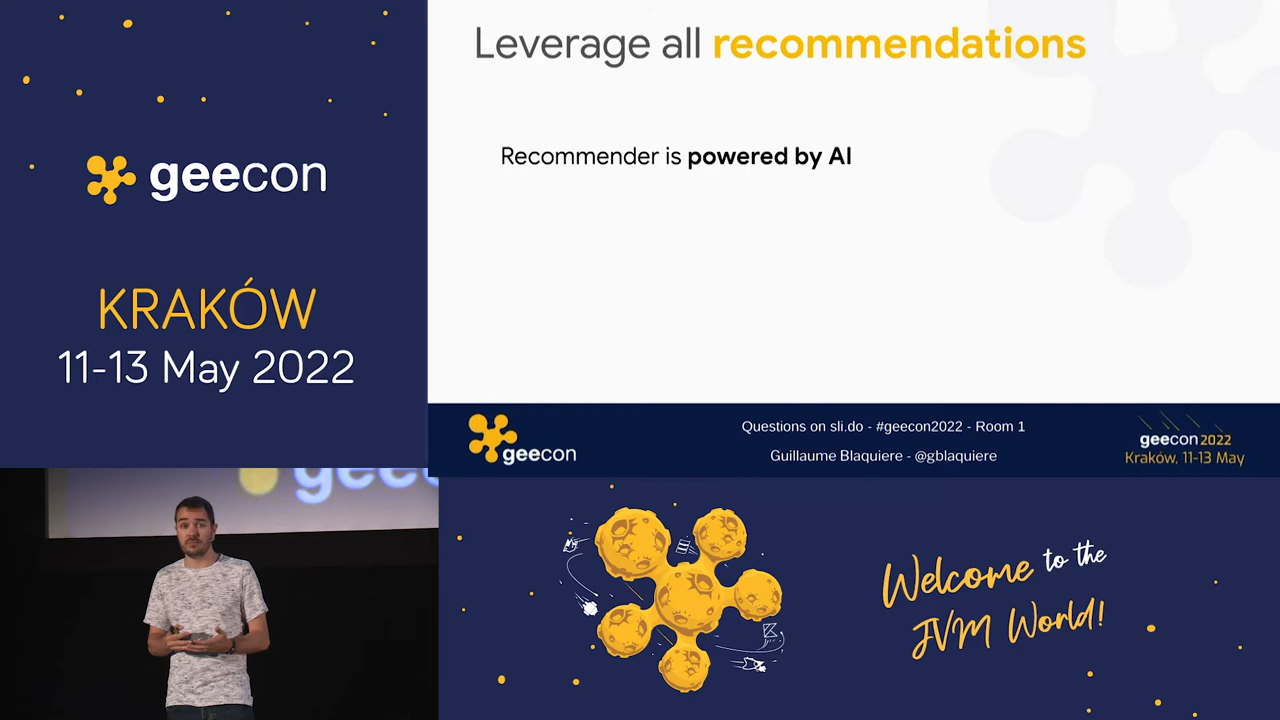 geecon
KRAKÓW
11-13 May 2022
Leverage all recommendations
Recommender is powered by AI
geecon
Questions on sli.do - #geecon2022 - Room 1
Guillaume Blaquiere - @gblaquiere
geecon 2022
Kraków, 11-13 May
Welcome to the
JVM World!